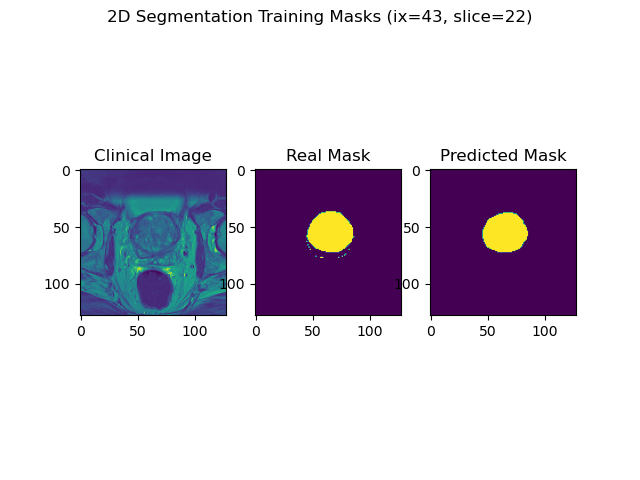 2D Segmentation Training Masks (ix=43, slice=22)
Clinical Image Real Mask Predicted Mask
0 0 0
50 50 50
100 100 100
0 50 100 0 50 100 0 50 100